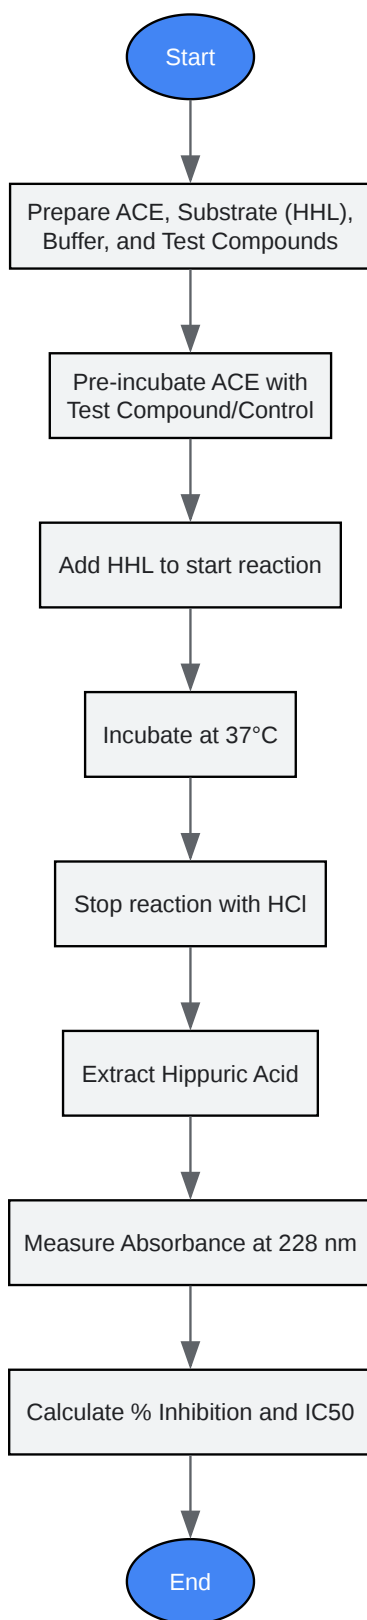 Start
Prepare ACE, Substrate (HHL),
Buffer, and Test Compounds
Pre-incubate ACE with
Test Compound/Control
Add HHL to start reaction
Incubate at 37°C
Stop reaction with HCl
Extract Hippuric Acid
Measure Absorbance at 228 nm
Calculate % Inhibition and IC50
End